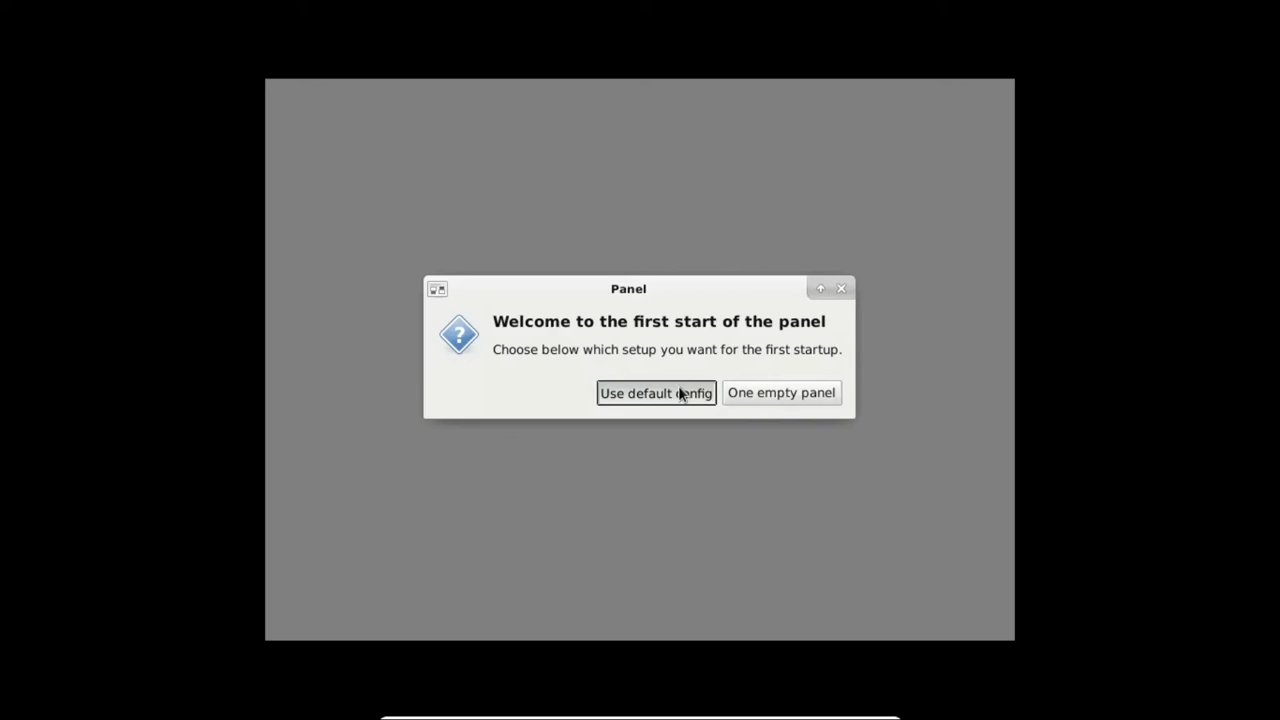 Panel
Welcome to the first start of the panel
Choose below which setup you want for the first startup.
Use default config
One empty panel